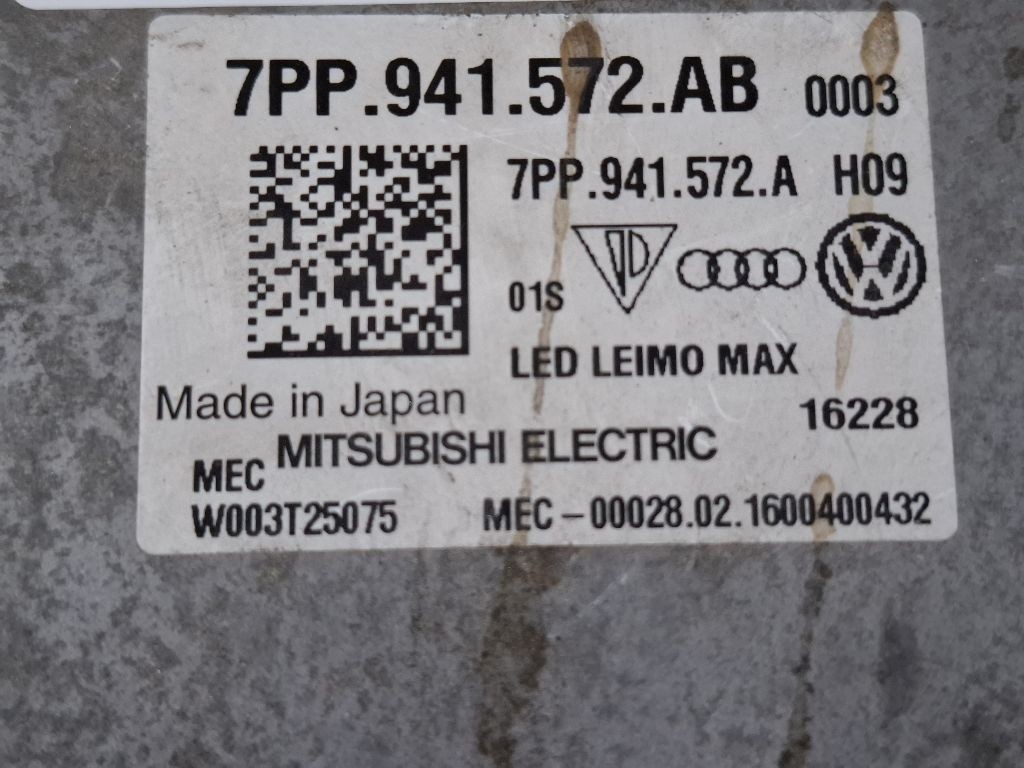 7PP.941.572.AB 0003
7PP.941.572.A H09
01S
LED LEIMO MAX
Made in Japan
16228
MEC MITSUBISHI ELECTRIC
W003T25075 MEC-00028.02.1600400432